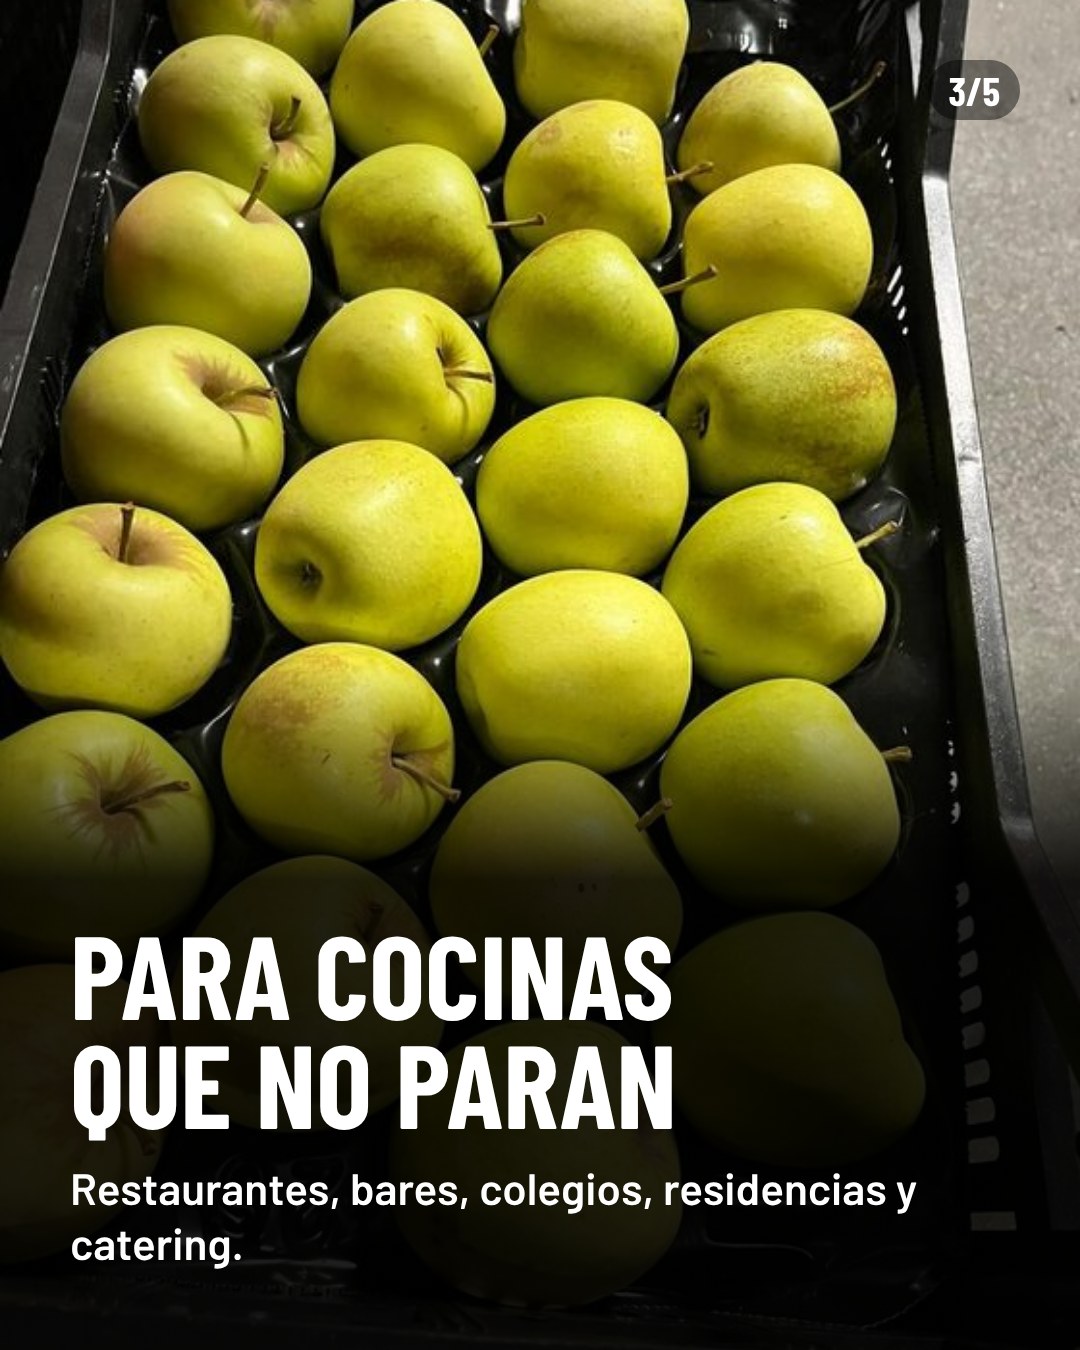 3/5
PARA COCINAS
QUE NO PARAN
Restaurantes, bares, colegios, residencias y
catering.